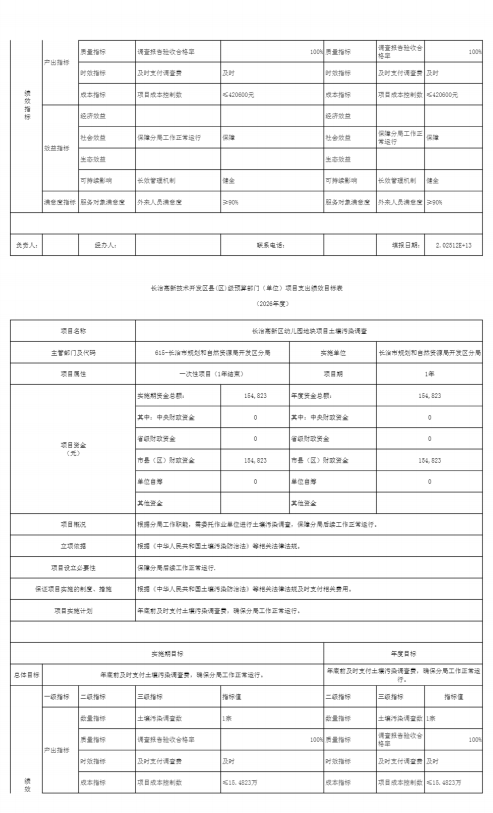 质量指标 调查报告验收合格率 100% 质量指标 调查报告验收合格率 100%
产出指标
时效指标 及时支付调查费 及时 时效指标 及时支付调查费 及时
成本指标 项目成本控制数 ≤420600元 成本指标 项目成本控制数 ≤420600元
绩效指标
经济效益 经济效益
社会效益 保障分局工作正常运行 保障 社会效益 保障分局工作正常运行 保障
效益指标
生态效益 生态效益
可持续影响 长效管理机制 健全 可持续影响 长效管理机制 健全
满意度指标 服务对象满意度 外来人员满意度 ≥90% 服务对象满意度 外来人员满意度 ≥90%
负责人: 经办人: 联系电话: 填报日期: 2.02512E+13
长治高新技术开发区县(区)级预算部门(单位)项目支出绩效目标表
(2026年度)
项目名称 长治高新区幼儿园地块项目土壤污染调查
主管部门及代码 615-长治市规划和自然资源局开发区分局 实施单位 长治市规划和自然资源局开发区分局
项目属性 一次性项目(1年结束) 项目期 1年
实施期资金总额: 154,823 年度资金总额: 154,823
其中:中央财政资金 0 其中:中央财政资金 0
省级财政资金 0 省级财政资金 0
项目资金
(元)
市县(区)财政资金 154,823 市县(区)财政资金 154,823
单位自筹 0 单位自筹 0
其他资金 其他资金
项目概况 根据分局工作职能,需委托作业单位进行土壤污染调查,保障分局后续工作正常运行。
立项依据 根据《中华人民共和国土壤污染防治法》等相关法律法规。
项目设立必要性 保障分局后续工作正常运行.
保证项目实施的制度、措施 根据《中华人民共和国土壤污染防治法》等相关法律法规及时支付相关费用。
项目实施计划 年底前及时支付土壤污染调查费,确保分局工作正常运行。
实施期目标 年度目标
总体目标 年底前及时支付土壤污染调查费,确保分局工作正常运行。 年底前及时支付土壤污染调查费,确保分局工作正常运行。
一级指标 二级指标 三级指标 指标值 二级指标 三级指标 指标值
数量指标 土壤污染调查数 1宗 数量指标 土壤污染调查数 1宗
质量指标 调查报告验收合格率 100% 质量指标 调查报告验收合格率 100%
产出指标
时效指标 及时支付调查费 及时 时效指标 及时支付调查费 及时
成本指标 项目成本控制数 ≤15.4823万 成本指标 项目成本控制数 ≤15.4823万
绩效